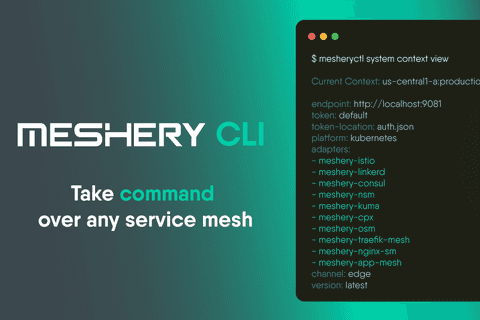 MESHERY CLI
Take command
over any service mesh
$ mesheryctl system context view
Current Context: us-central1-a:productio
endpoint: http://localhost:9081
token: default
token-location: auth.json
platform: kubernetes
adapters:
- meshery-istio
- meshery-linkerd
- meshery-consul
- meshery-nsm
- meshery-kuma
- meshery-cpx
- meshery-osm
- meshery-traefik-mesh
- meshery-nginx-sm
- meshery-app-mesh
channel: edge
version: latest